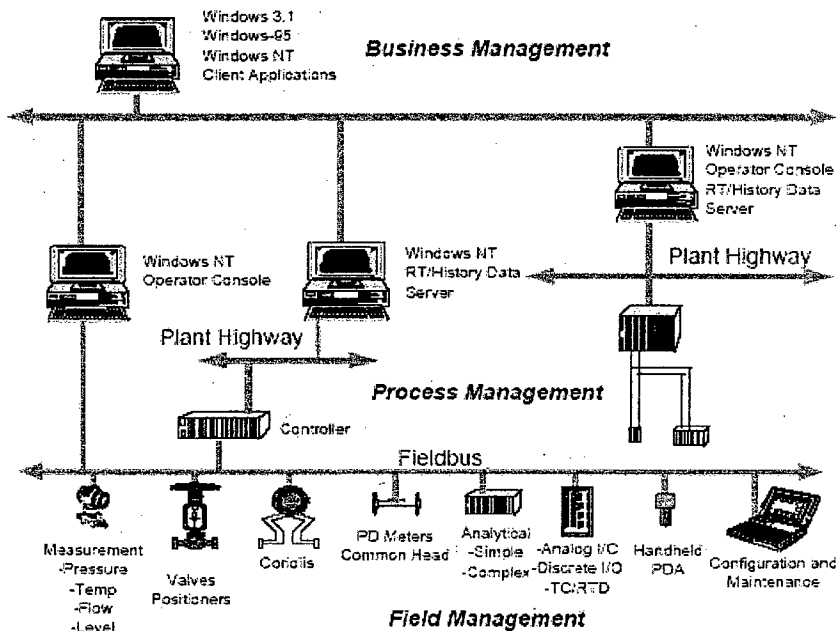 Windows 3.1
Windows-95
Windows NT
Client Applications
Business Management
Windows NT
Operator Console
RT/History Data
Server
Windows NT
Operator Console
Windows NT
RT/History Data
Server
Plant Highway
Plant Highway
Process Management
Controller
Fieldbus
Measurement
-Pressure
-Temp
-Flow
-Level
Valves
Positioners
Coriolis
PD Meters
Common Head
Analytical
-Simple
-Complex
-Analog I/C
-Discrete I/O
-TC/RTD
Handheld
PDA
Configuration and
Maintenance
Field Management